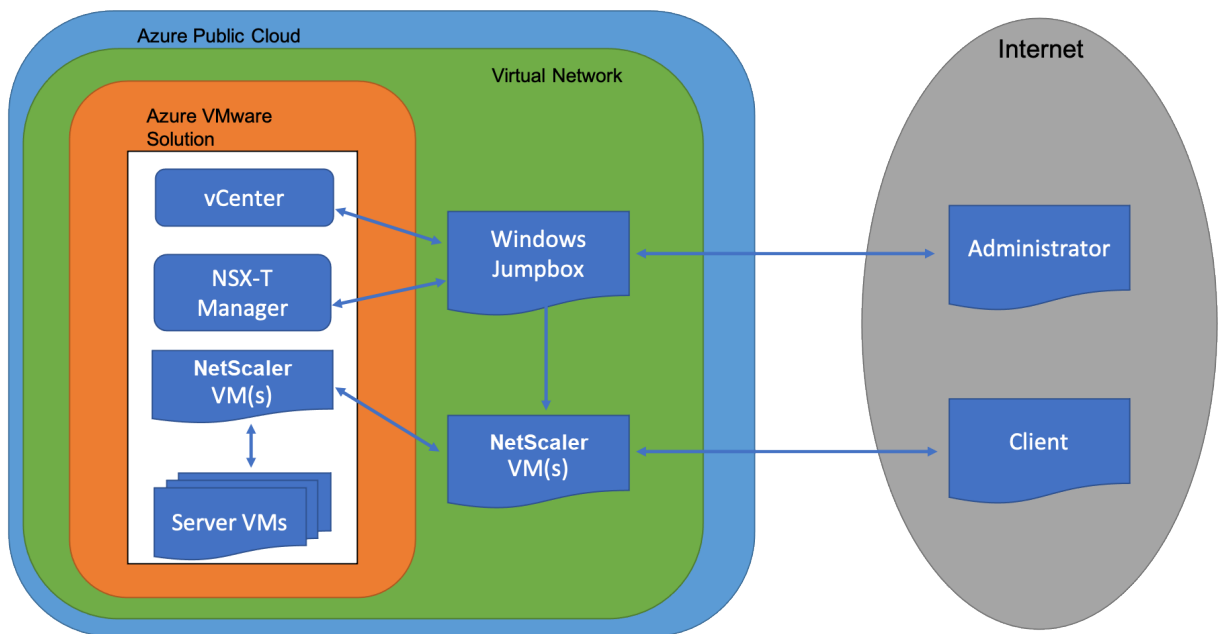 Azure Public Cloud
Virtual Network
Internet
Azure VMware
Solution
vCenter
NSX-T
Manager
NetScaler
VM(s)
Server VMs
Windows
Jumpbox
NetScaler
VM(s)
Administrator
Client